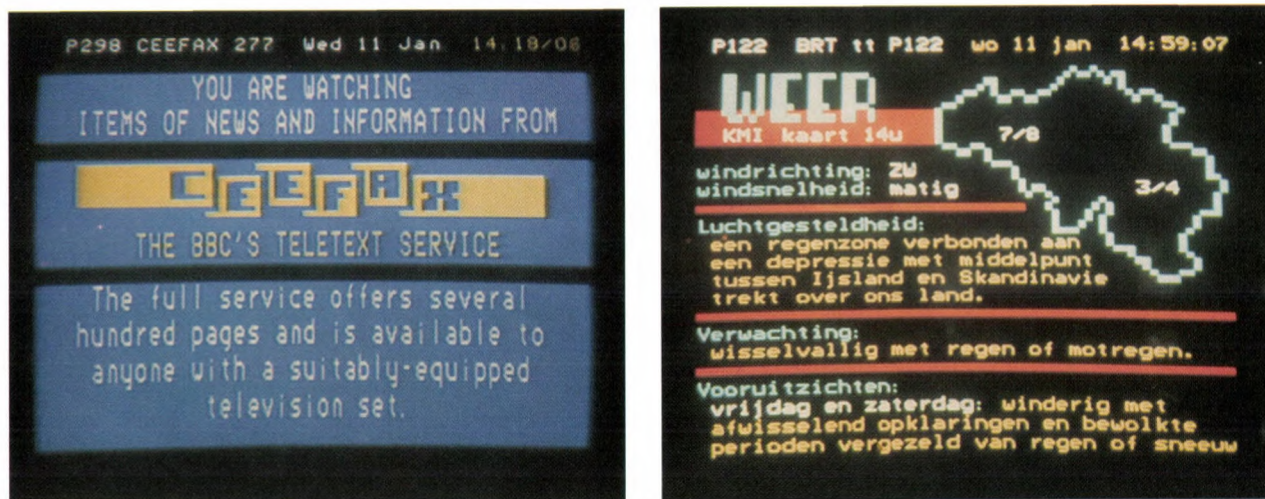 P298 CEEFAX 277 Wed 11 Jan 14:18/06
YOU ARE WATCHING
ITEMS OF NEWS AND INFORMATION FROM
CEEFAX
THE BBC'S TELETEXT SERVICE
The full service offers several
hundred pages and is available to
anyone with a suitably-equipped
television set.
P122 BRT tt P122 wo 11 jan 14:59:07
WEER
KMI kaart 14u
7/8
windrichting: ZW
windsnelheid: matig
3/4
Luchtgesteldheid:
een regenzone verbonden aan
een depressie met middelpunt
tussen Ijsland en Skandinavie
trekt over ons land.
Verwachting:
wisselvallig met regen of motregen.
Vooruitzichten:
vrijdag en zaterdag: winderig met
afwisselend opklaringen en bewolkte
perioden vergezeld van regen of sneeuw